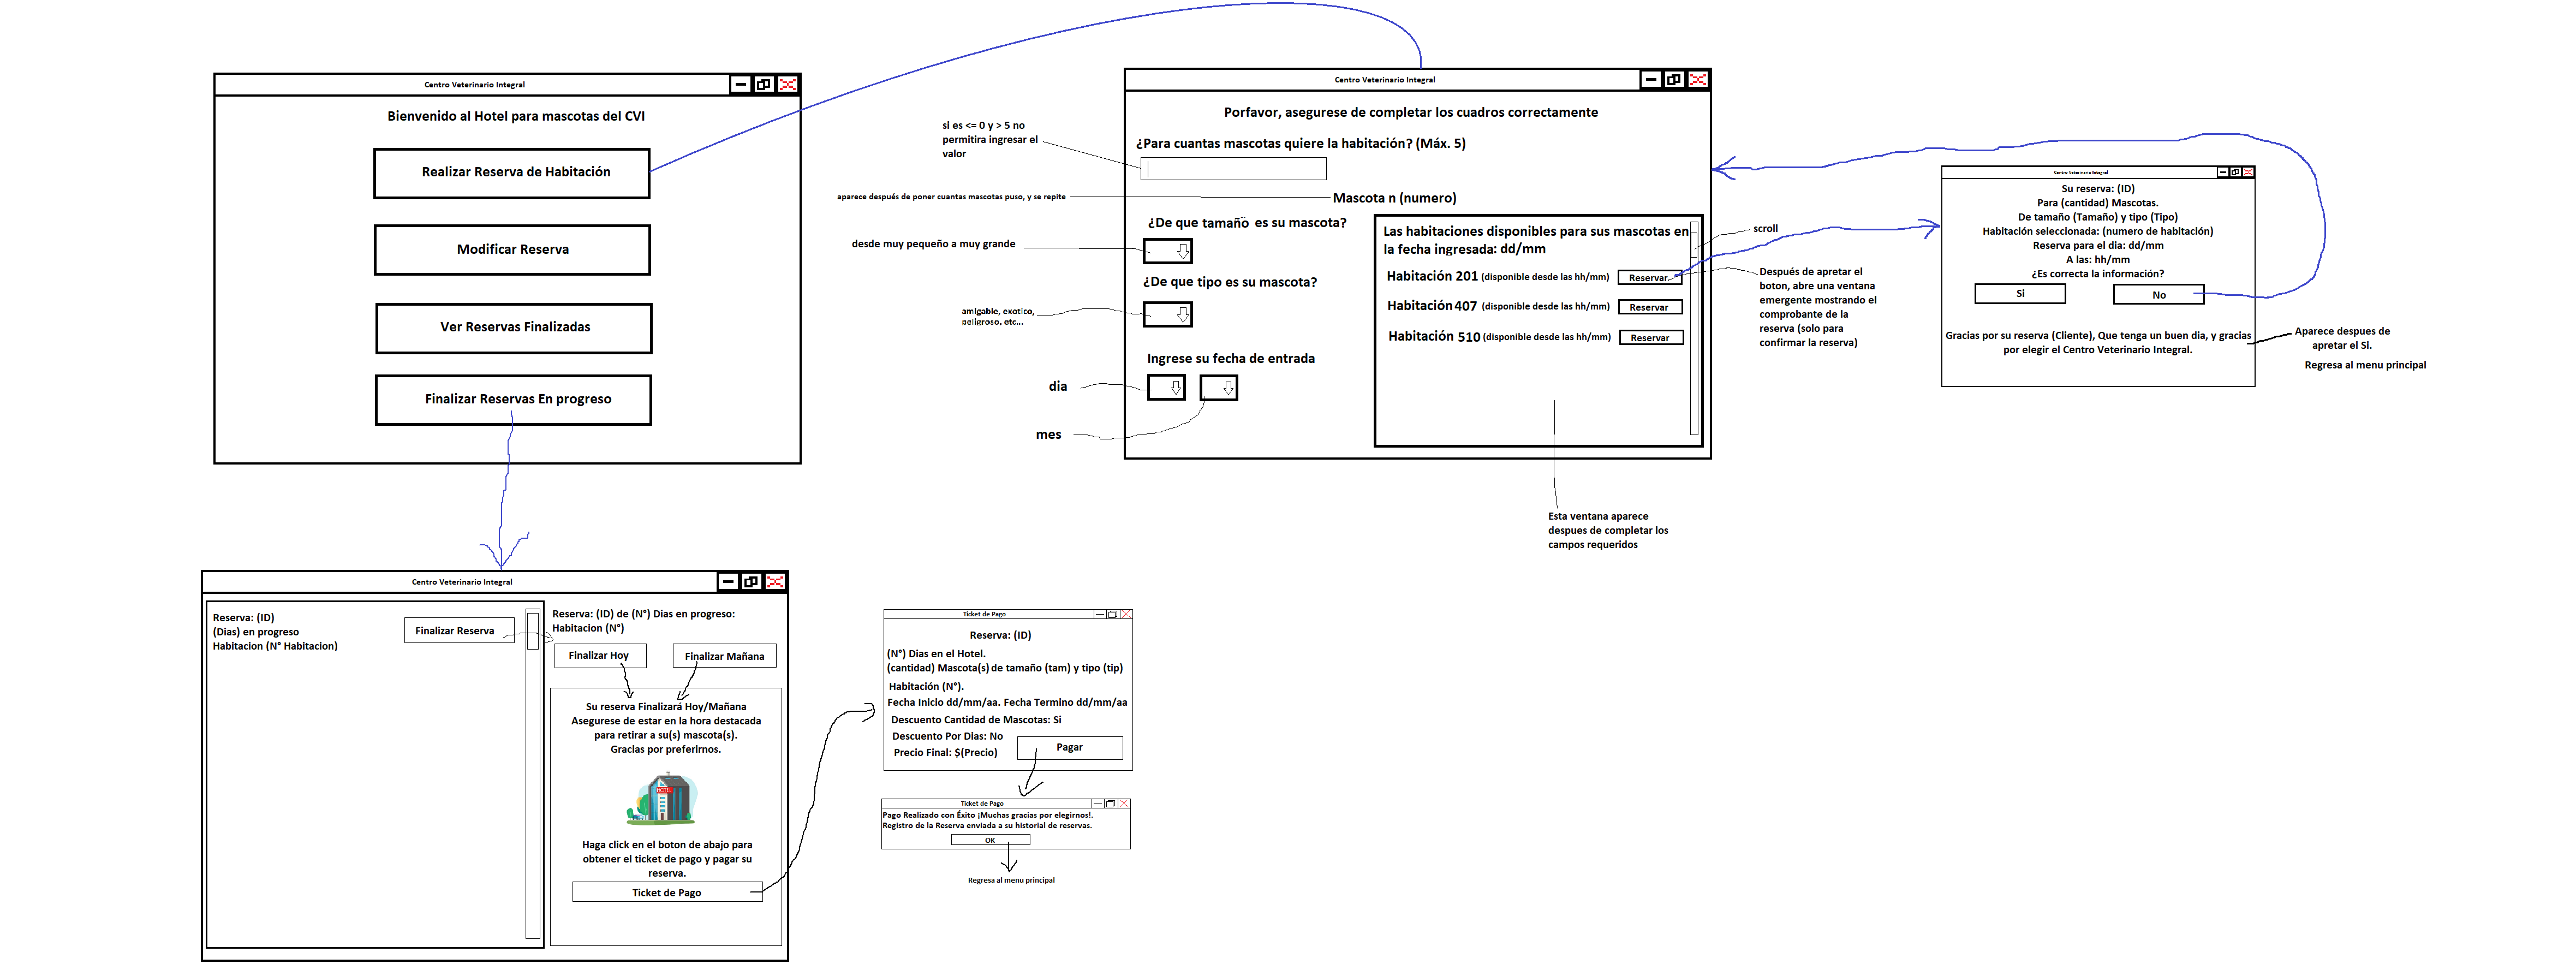 Centro Veterinario Integral
Bienvenido al Hotel para mascotas del CVI
Realizar Reserva de Habitación
Modificar Reserva
Ver Reservas Finalizadas
Finalizar Reservas En progreso
si es <= 0 y > 5 no
permitira ingresar el
valor
aparece después de poner cuantas mascotas puso, y se repite
desde muy pequeño a muy grande
amigable, exotico,
peligroso, etc...
dia
mes
Centro Veterinario Integral
Porfavor, asegurese de completar los cuadros correctamente
¿Para cuantas mascotas quiere la habitación? (Máx. 5)
Mascota n (numero)
¿De que tamaño es su mascota?
¿De que tipo es su mascota?
Ingrese su fecha de entrada
Las habitaciones disponibles para sus mascotas en
la fecha ingresada: dd/mm
Habitación 201 (disponible desde las hh/mm) Reservar
Habitación 407 (disponible desde las hh/mm) Reservar
Habitación 510 (disponible desde las hh/mm) Reservar
scroll
Después de apretar el
boton, abre una ventana
emergente mostrando el
comprobante de la
reserva (solo para
confirmar la reserva)
Esta ventana aparece
despues de completar los
campos requeridos
Centro Veterinario Integral
Su reserva: (ID)
Para (cantidad) Mascotas.
De tamaño (Tamaño) y tipo (Tipo)
Habitación seleccionada: (numero de habitación)
Reserva para el dia: dd/mm
A las: hh/mm
¿Es correcta la información?
Si No
Gracias por su reserva (Cliente), Que tenga un buen dia, y gracias
por elegir el Centro Veterinario Integral.
Aparece despues de
apretar el Si.
Regresa al menu principal
Centro Veterinario Integral
Reserva: (ID)
(Dias) en progreso
Habitacion (N° Habitacion)
Finalizar Reserva
Reserva: (ID) de (N°) Dias en progreso:
Habitacion (N°)
Finalizar Hoy Finalizar Mañana
Su reserva Finalizará Hoy/Mañana
Asegurese de estar en la hora destacada
para retirar a su(s) mascota(s).
Gracias por preferirnos.
HOTEL
Haga click en el boton de abajo para
obtener el ticket de pago y pagar su
reserva.
Ticket de Pago
Ticket de Pago
Reserva: (ID)
(N°) Dias en el Hotel.
(cantidad) Mascota(s) de tamaño (tam) y tipo (tip)
Habitación (N°).
Fecha Inicio dd/mm/aa. Fecha Termino dd/mm/aa
Descuento Cantidad de Mascotas: Si
Descuento Por Dias: No
Precio Final: $(Precio)
Pagar
Ticket de Pago
Pago Realizado con Éxito ¡Muchas gracias por elegirnos!.
Registro de la Reserva enviada a su historial de reservas.
OK
Regresa al menu principal